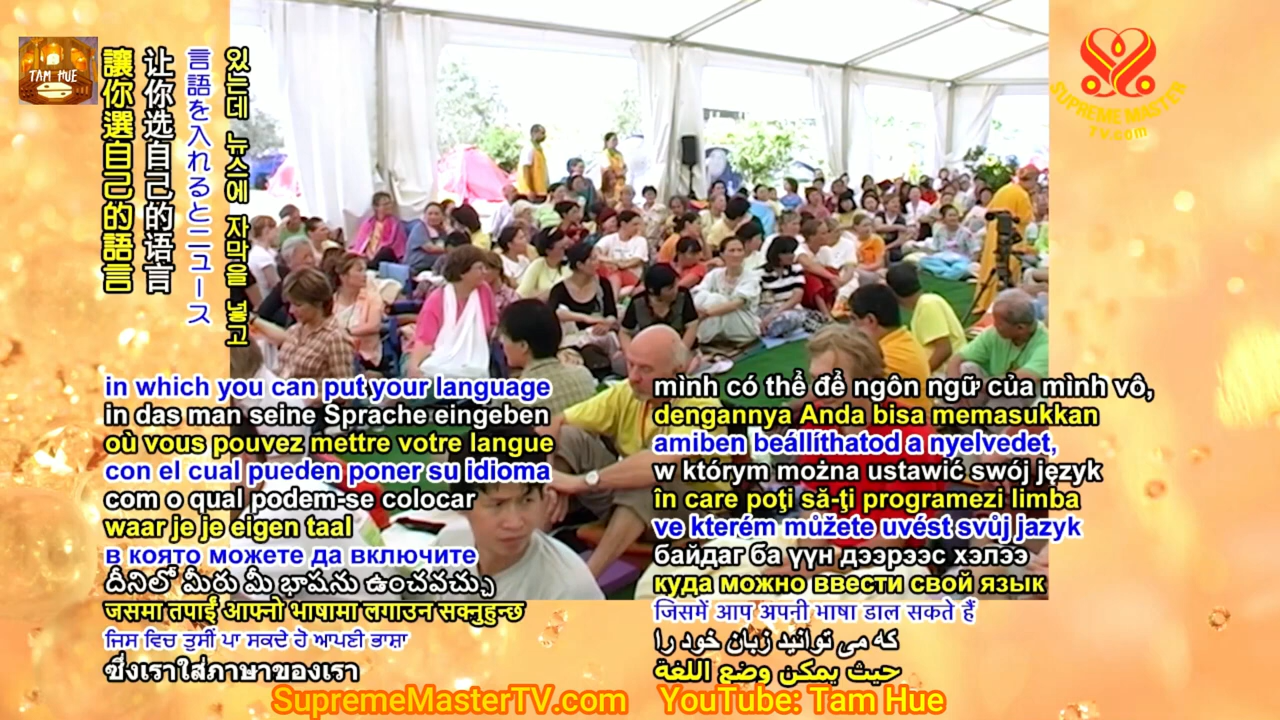 TAM HUE
讓你選自己的語言
让你选自己的语言
言語を入れるとニュース
있는데 뉴스에 자막을 넣고
SUPREME MASTER
TV.com
in which you can put your language
in das man seine Sprache eingeben
où vous pouvez mettre votre langue
con el cual pueden poner su idioma
com o qual podem-se colocar
waar je je eigen taal
в която можете да включите
దీనిలో మీరు మీ భాషను ఉంచవచ్చు
जसमा तपाईं आफ्नो भाषामा लगाउन सक्नुहुन्छ
ਜਿਸ ਵਿਚ ਤੁਸੀਂ ਪਾ ਸਕਦੇ ਹੋ ਆਪਣੀ ਭਾਸ਼ਾ
ซึ่งเราใส่ภาษาของเรา
mình có thể để ngôn ngữ của mình vô,
dengannya Anda bisa memasukkan
amiben beállíthatod a nyelvedet,
w którym można ustawić swój język
în care poţi să-ţi programezi limba
ve kterém můžete uvést svůj jazyk
байдаг ба үүн дээрээс хэлээ
куда можно ввести свой язык
जिसमें आप अपनी भाषा डाल सकते हैं
که می توانید زبان خود را
حيث يمكن وضع اللغة
SupremeMasterTV.com YouTube: Tam Hue